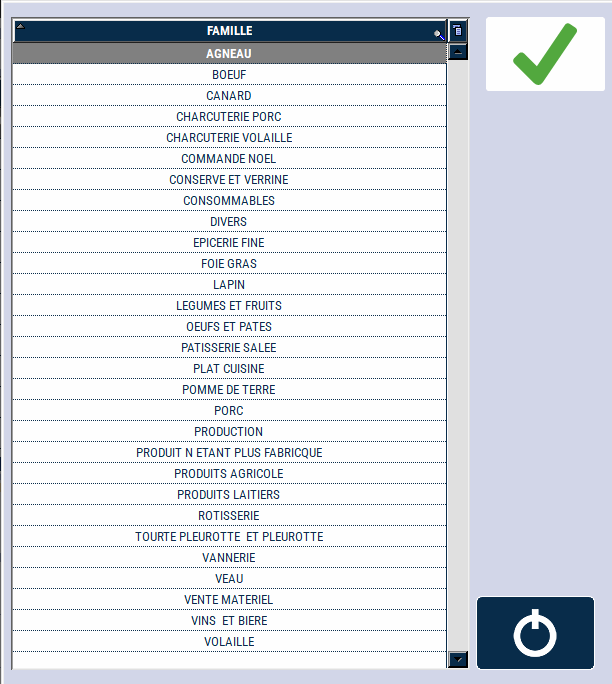 FAMILLE
AGNEAU
BOEUF
CANARD
CHARCUTERIE PORC
CHARCUTERIE VOLAILLE
COMMANDE NOEL
CONSERVE ET VERRINE
CONSOMMABLES
DIVERS
EPICERIE FINE
FOIE GRAS
LAPIN
LEGUMES ET FRUITS
OEUFS ET PATES
PATISSERIE SALEE
PLAT CUISINE
POMME DE TERRE
PORC
PRODUCTION
PRODUIT N ETANT PLUS FABRICQUE
PRODUITS AGRICOLE
PRODUITS LAITIERS
ROTISSERIE
TOURTE PLEUROTTE  ET PLEUROTTE
VANNERIE
VEAU
VENTE MATERIEL
VINS  ET BIERE
VOLAILLE